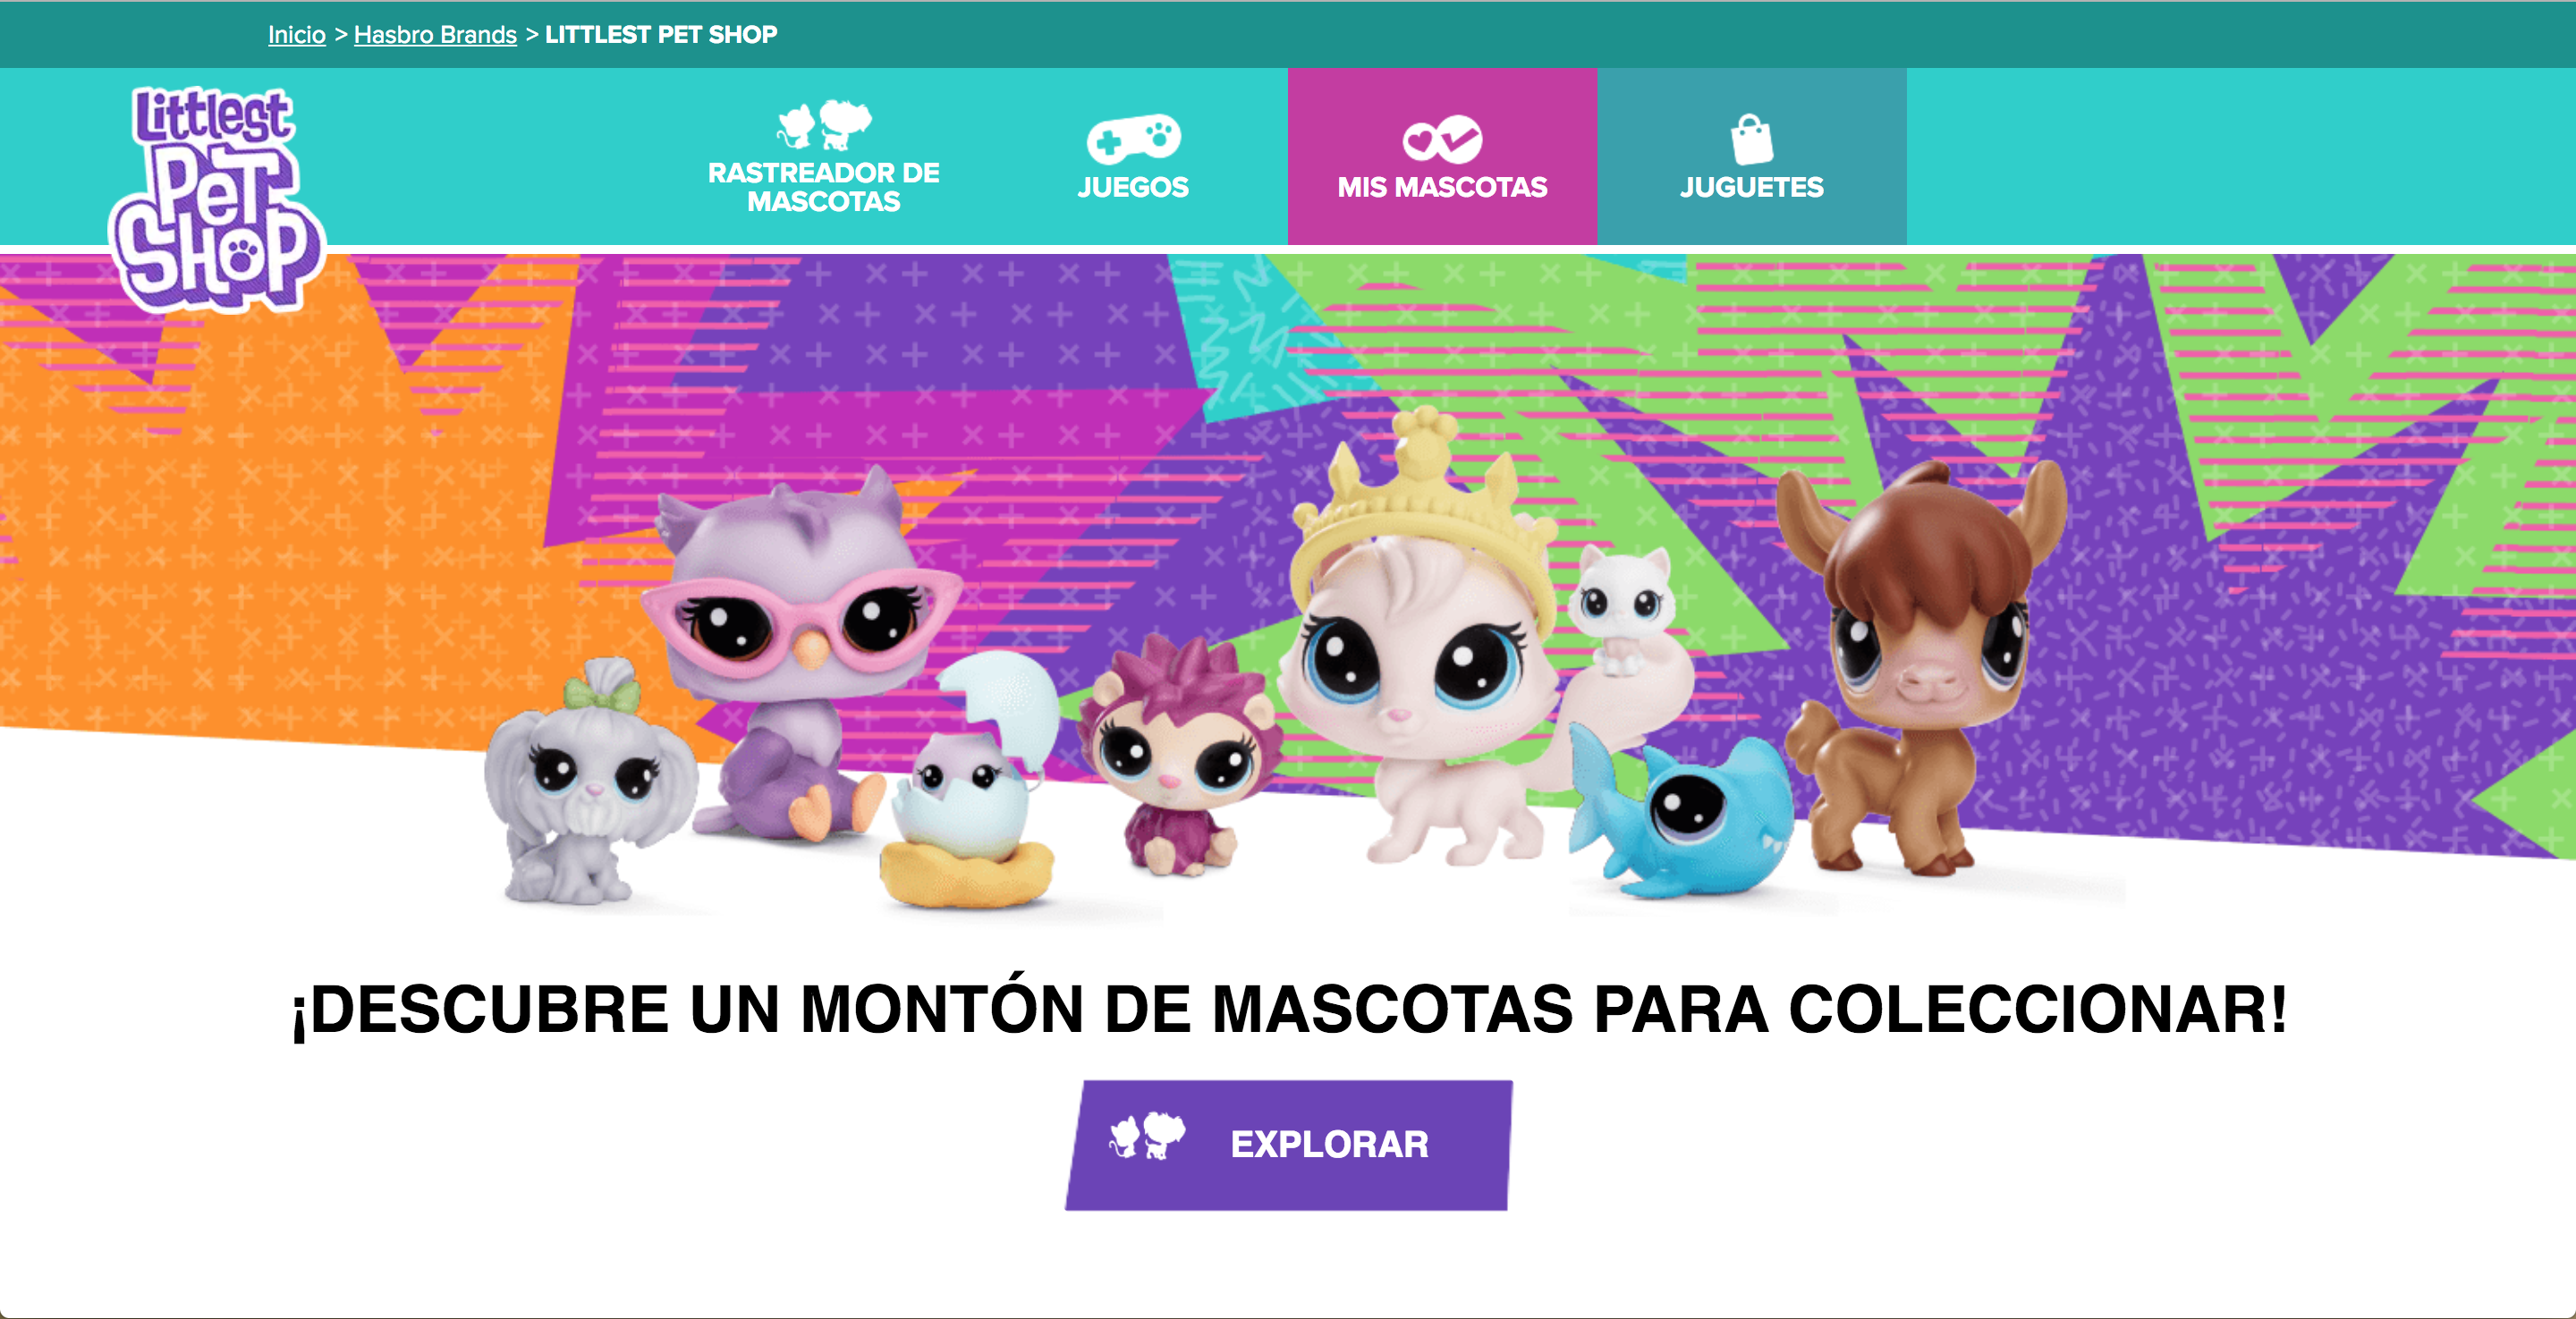 Inicio > Hasbro Brands > LITTLEST PET SHOP
Littlest
PeT
SHOP
RASTREADOR DE
MASCOTAS
JUEGOS
MIS MASCOTAS
JUGUETES
¡DESCUBRE UN MONTÓN DE MASCOTAS PARA COLECCIONAR!
EXPLORAR